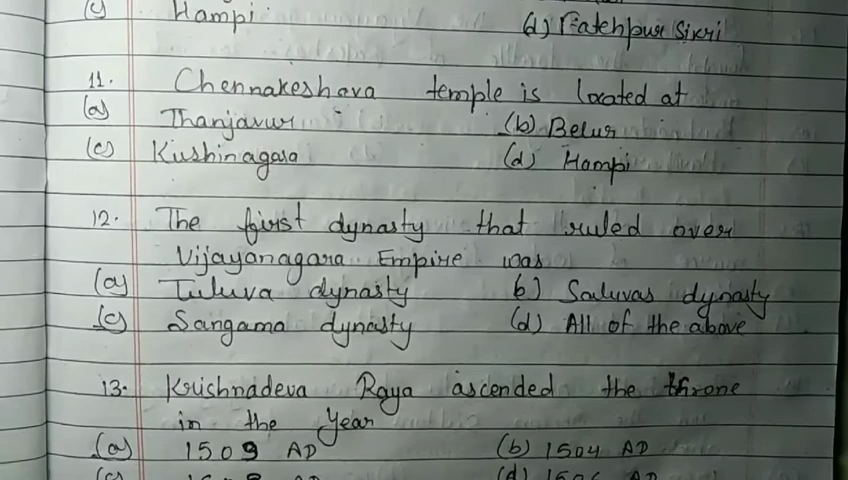 (c) Hampi (d) Fatehpur Sikri
11. Chennakeshava temple is located at
(a) Thanjavur (b) Belur
(c) Kushinagara (d) Hampi
12. The first dynasty that ruled over
Vijayanagara Empire was
(a) Tuluva dynasty b) Saluvas dynasty
(c) Sangama dynasty (d) All of the above
13. Krishnadeva Raya ascended the throne
in the Year
(a) 1509 AD (b) 1504 AD
(c) AD (d) AD